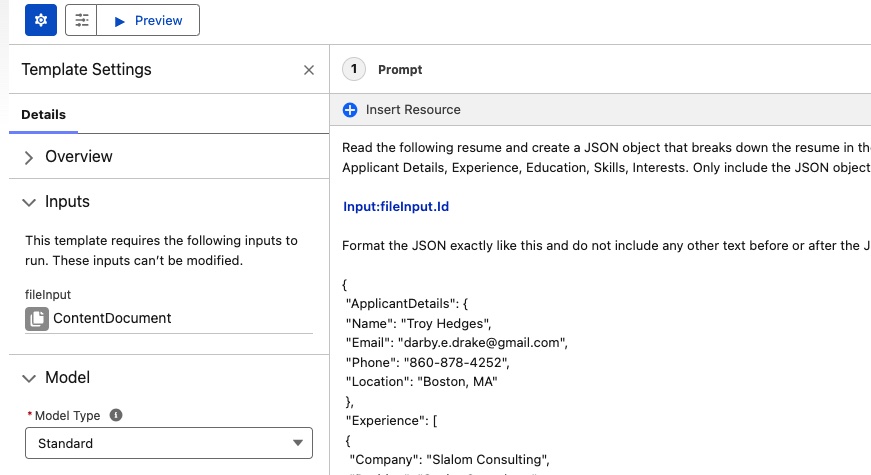 Preview
Template Settings
Details
Overview
Inputs
This template requires the following inputs to
run. These inputs can't be modified.
fileInput
ContentDocument
Model
* Model Type
Standard
1 Prompt
Insert Resource
Read the following resume and create a JSON object that breaks down the resume in
Applicant Details, Experience, Education, Skills, Interests. Only include the JSON object
Input:fileInput.Id
Format the JSON exactly like this and do not include any other text before or after the
{
"ApplicantDetails": {
"Name": "Troy Hedges",
"Email": "darby.e.drake@gmail.com",
"Phone": "860-878-4252",
"Location": "Boston, MA"
},
"Experience": [
{
"Company": "Slalom Consulting",